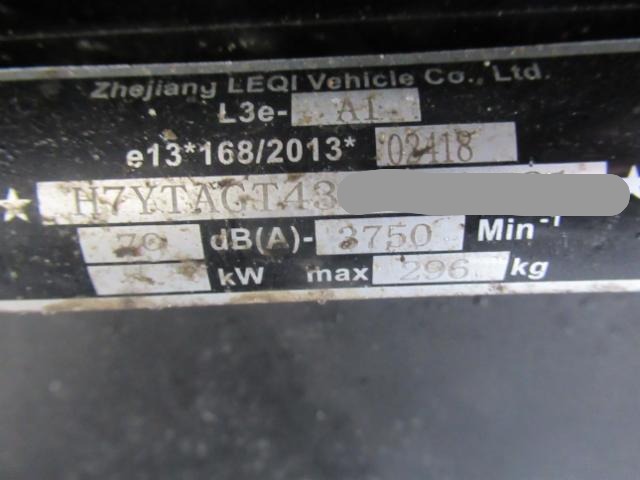 Zhejiang LEQI Vehicle Co., Ltd.
L3e-A1
e13*168/2013*02418
H7YTAGT43
70 dB(A)-3750 Min-1
kW max 296 kg